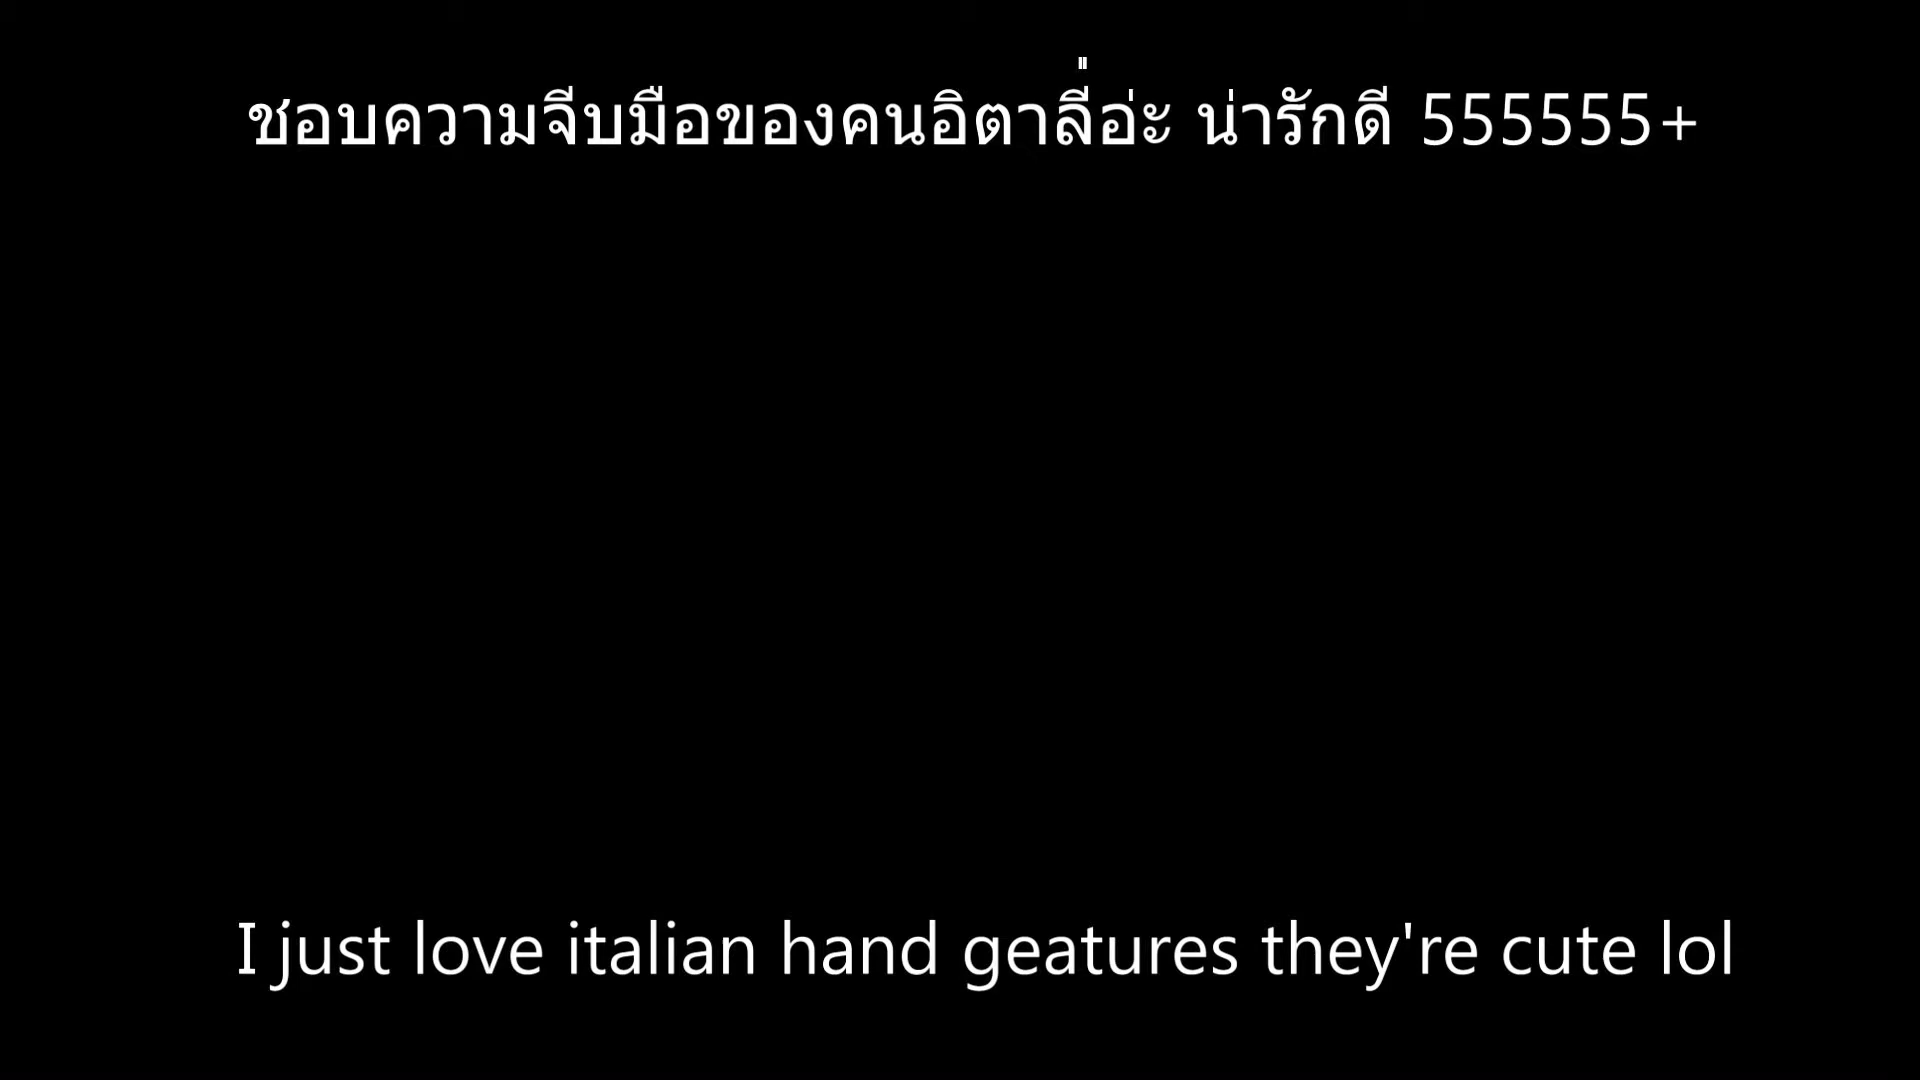 ชอบความจีบมือของคนอิตาลี่่อ่ะ น่ารักดี 555555+
I just love italian hand geatures they're cute lol